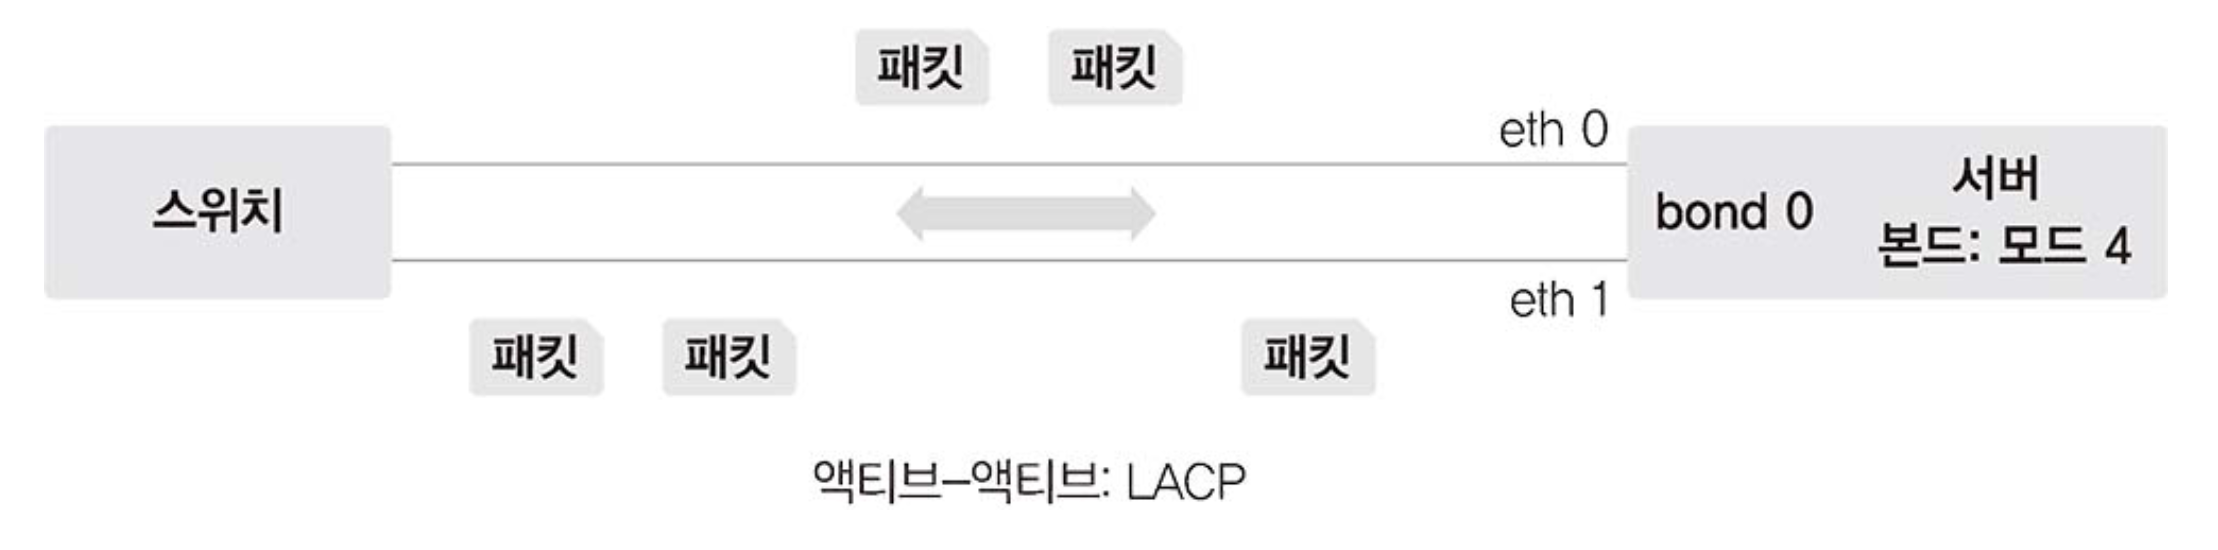 패킷 패킷
eth 0
스위치
bond 0
서버
본드: 모드 4
eth 1
패킷 패킷 패킷
액티브–액티브: LACP